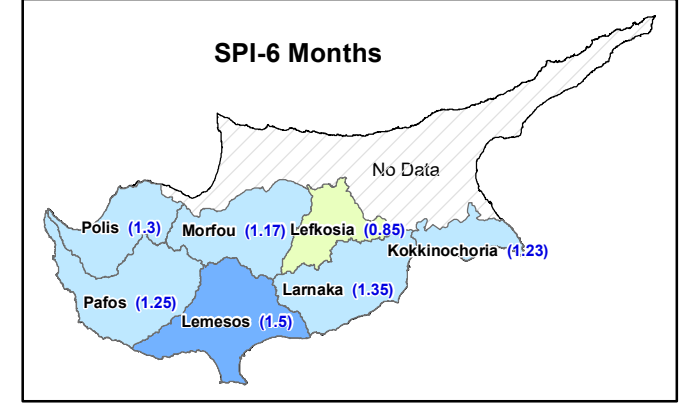 SPI-6 Months
No Data
Polis (1.3)
Morfou (1.17)
Lefkosia (0.85)
Kokkinochoria (1.23)
Pafos (1.25)
Larnaka (1.35)
Lemesos (1.5)